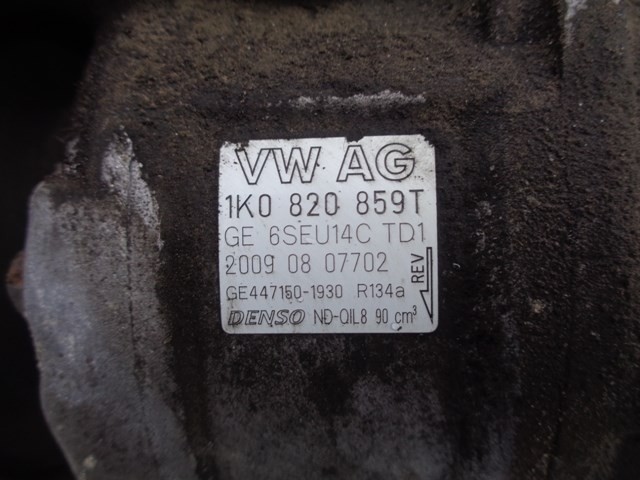 VW AG
1K0 820 859T
GE 6SEU14C TD1
2009 08 07702
REV
GE447150-1930 R134a
DENSO ND-OIL8 90 cm³